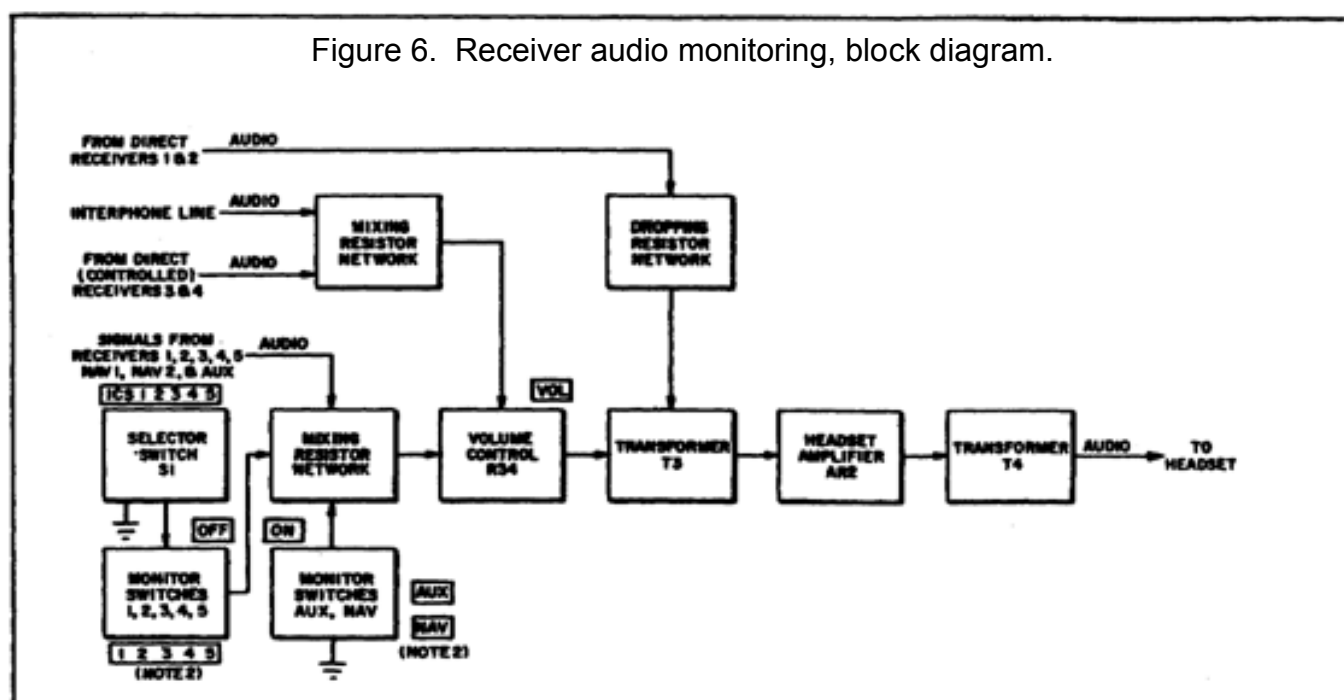 Figure 6. Receiver audio monitoring, block diagram.
FROM DIRECT
RECEIVERS 1 & 2
AUDIO
INTERPHONE LINE
AUDIO
MIXING
RESISTOR
NETWORK
DROPPING
RESISTOR
NETWORK
FROM DIRECT
(CONTROLLED)
RECEIVERS 3 & 4
AUDIO
SIGNALS FROM
RECEIVERS 1, 2, 3, 4, 5
NAV 1, NAV 2, & AUX
AUDIO
ICS 1 2 3 4 5
SELECTOR
SWITCH
S1
MIXING
RESISTOR
NETWORK
VOL
VOLUME
CONTROL
R34
TRANSFORMER
T3
HEADSET
AMPLIFIER
AR2
TRANSFORMER
T4
AUDIO
TO
HEADSET
OFF
ON
MONITOR
SWITCHES
1, 2, 3, 4, 5
1 2 3 4 5
(NOTE 2)
MONITOR
SWITCHES
AUX, NAV
AUX
NAV
(NOTE 2)